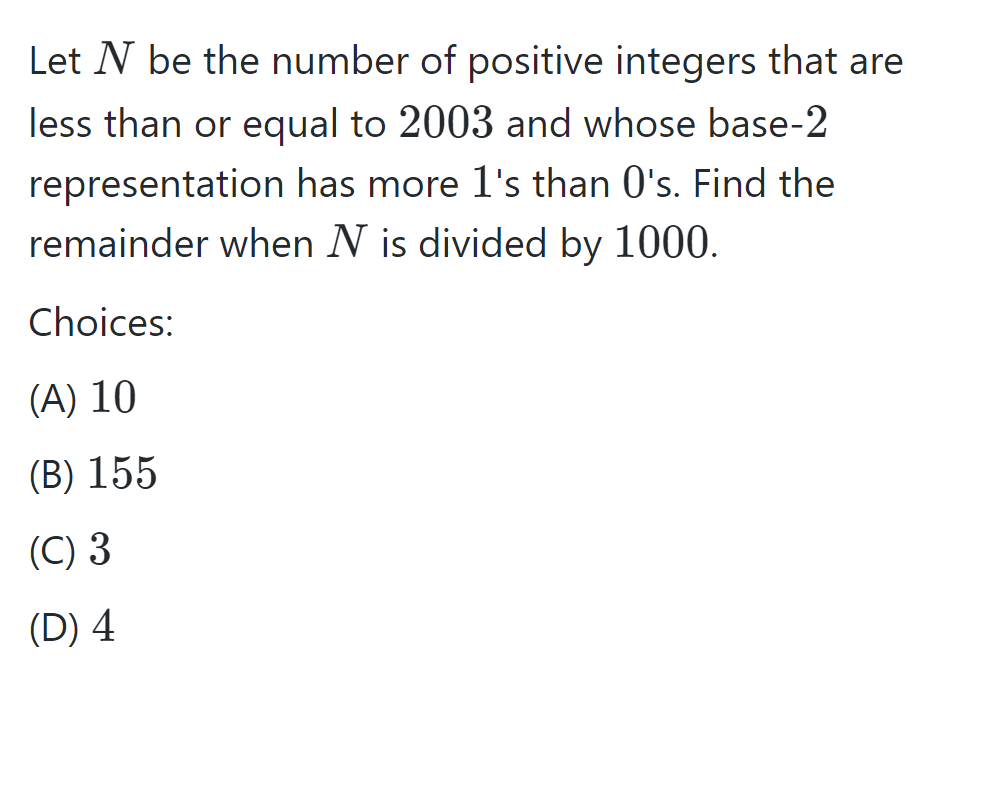 Let N be the number of positive integers that are
less than or equal to 2003 and whose base-2
representation has more 1's than 0's. Find the
remainder when N is divided by 1000.
Choices:
(A) 10
(B) 155
(C) 3
(D) 4